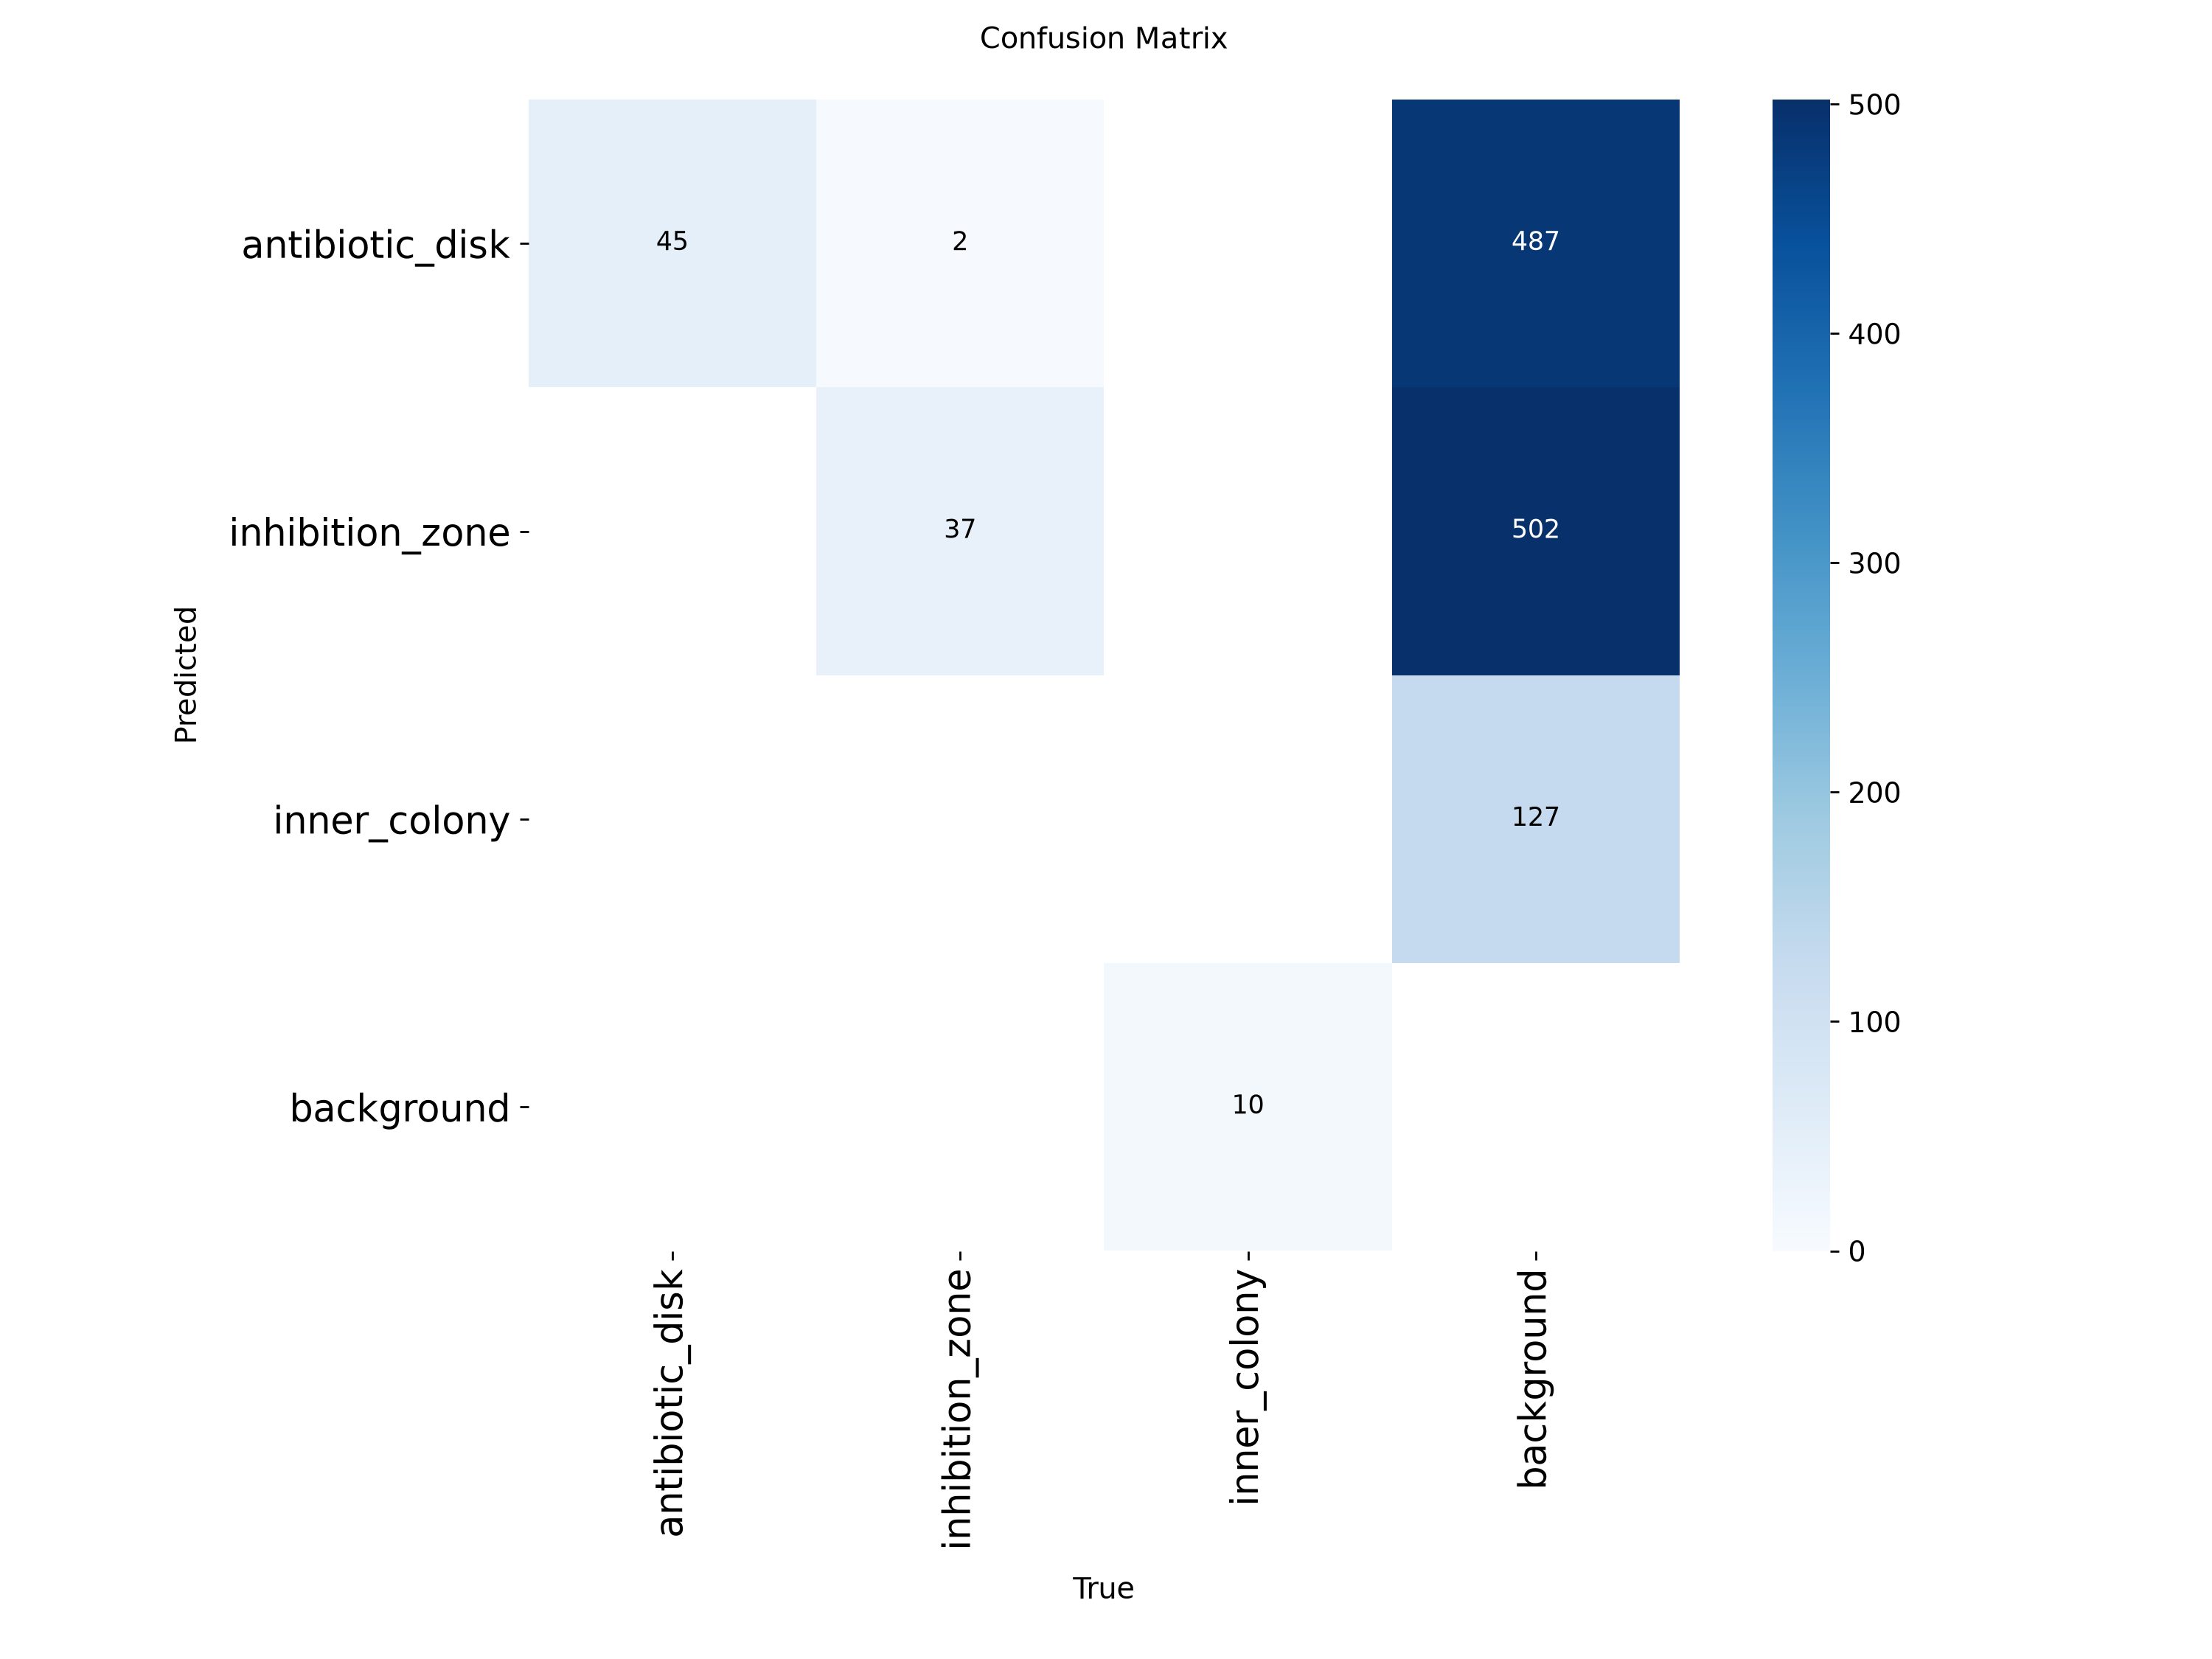 Confusion Matrix
antibiotic_disk
45
2
487
inhibition_zone
37
502
inner_colony
127
background
10
Predicted
antibiotic_disk
inhibition_zone
inner_colony
background
True
500
400
300
200
100
0